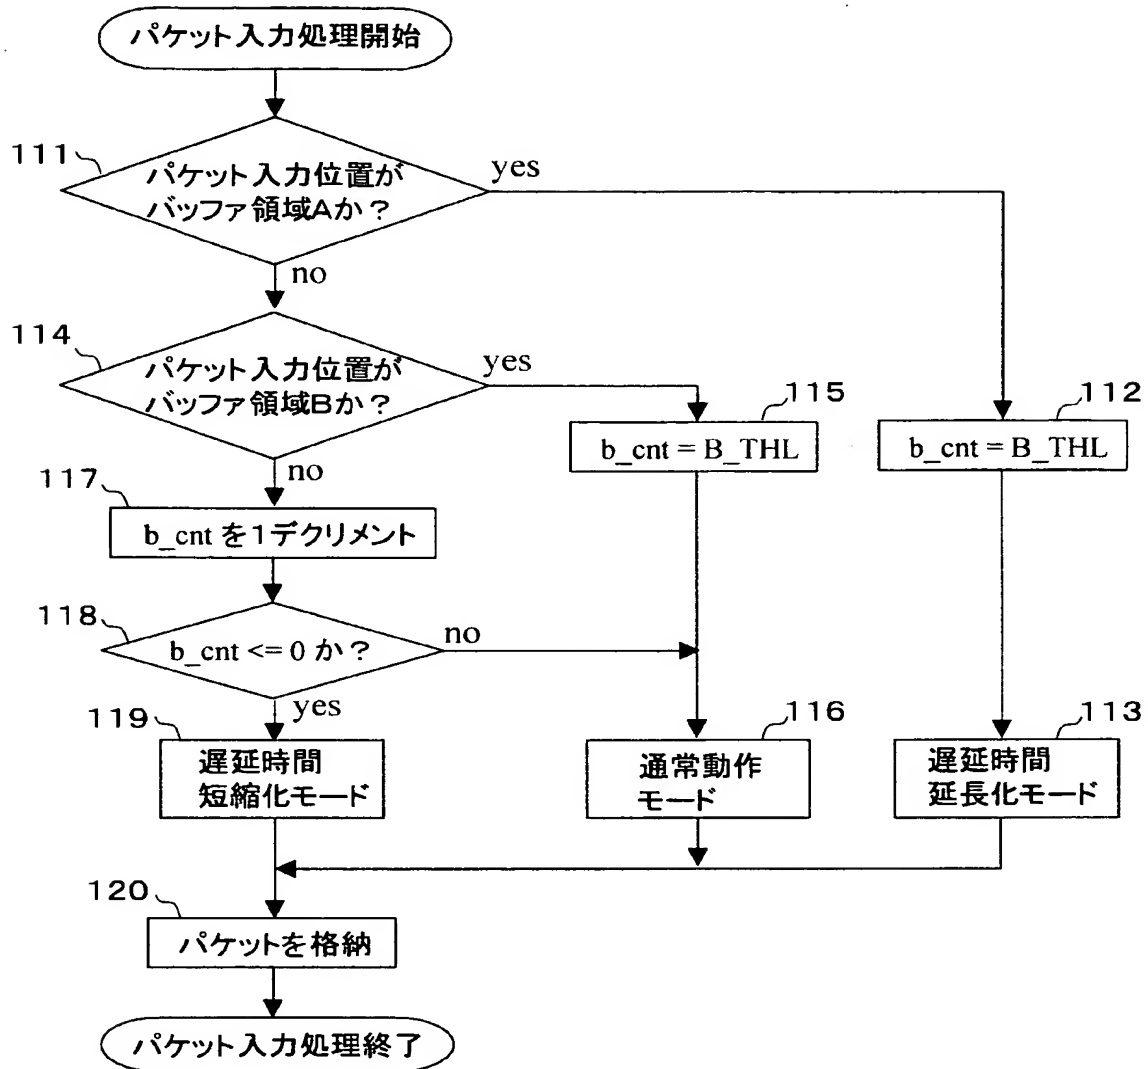 パケット入力処理開始
111
パケット入力位置が
バッファ領域Aか？
yes
no
114
パケット入力位置が
バッファ領域Bか？
yes
115
b_cnt = B_THL
112
b_cnt = B_THL
no
117
b_cnt を１デクリメント
118
b_cnt <= 0 か？
no
yes
119
遅延時間
短縮化モード
116
通常動作
モード
113
遅延時間
延長化モード
120
パケットを格納
パケット入力処理終了